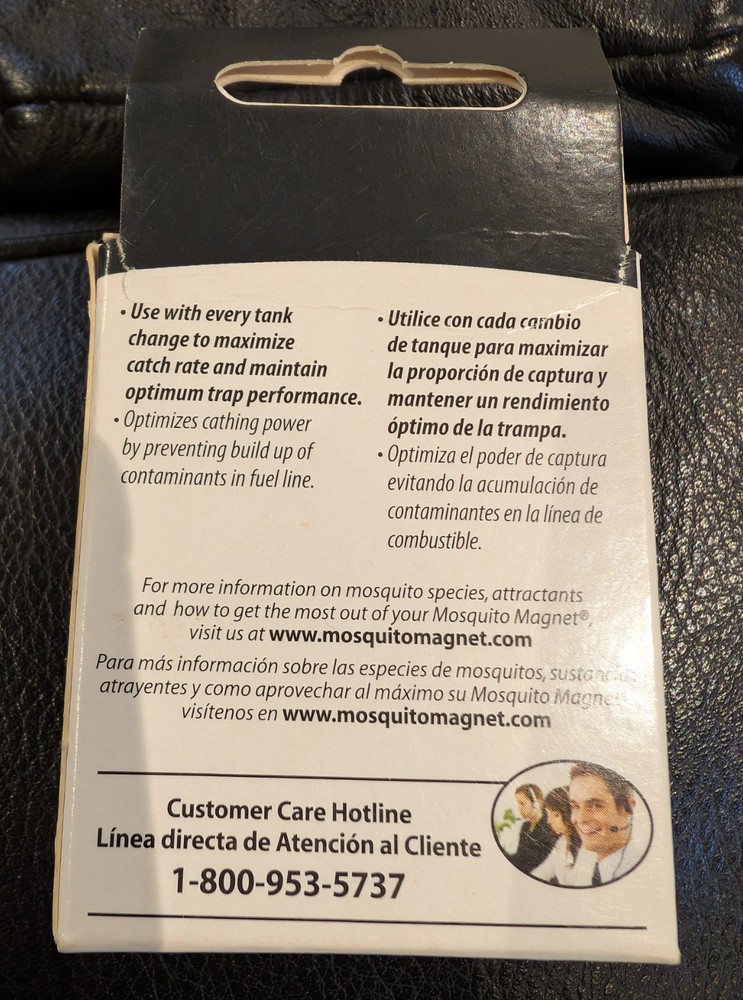 • Use with every tank
change to maximize
catch rate and maintain
optimum trap performance.
• Optimizes cathing power
by preventing build up of
contaminants in fuel line.
• Utilice con cada cambio
de tanque para maximizar
la proporción de captura y
mantener un rendimiento
óptimo de la trampa.
• Optimiza el poder de captura
evitando la acumulación de
contaminantes en la línea de
combustible.
For more information on mosquito species, attractants
and how to get the most out of your Mosquito Magnet®,
visit us at www.mosquitomagnet.com
Para más información sobre las especies de mosquitos, sustancias
atrayentes y como aprovechar al máximo su Mosquito Magnet
visítenos en www.mosquitomagnet.com
Customer Care Hotline
Línea directa de Atención al Cliente
1-800-953-5737